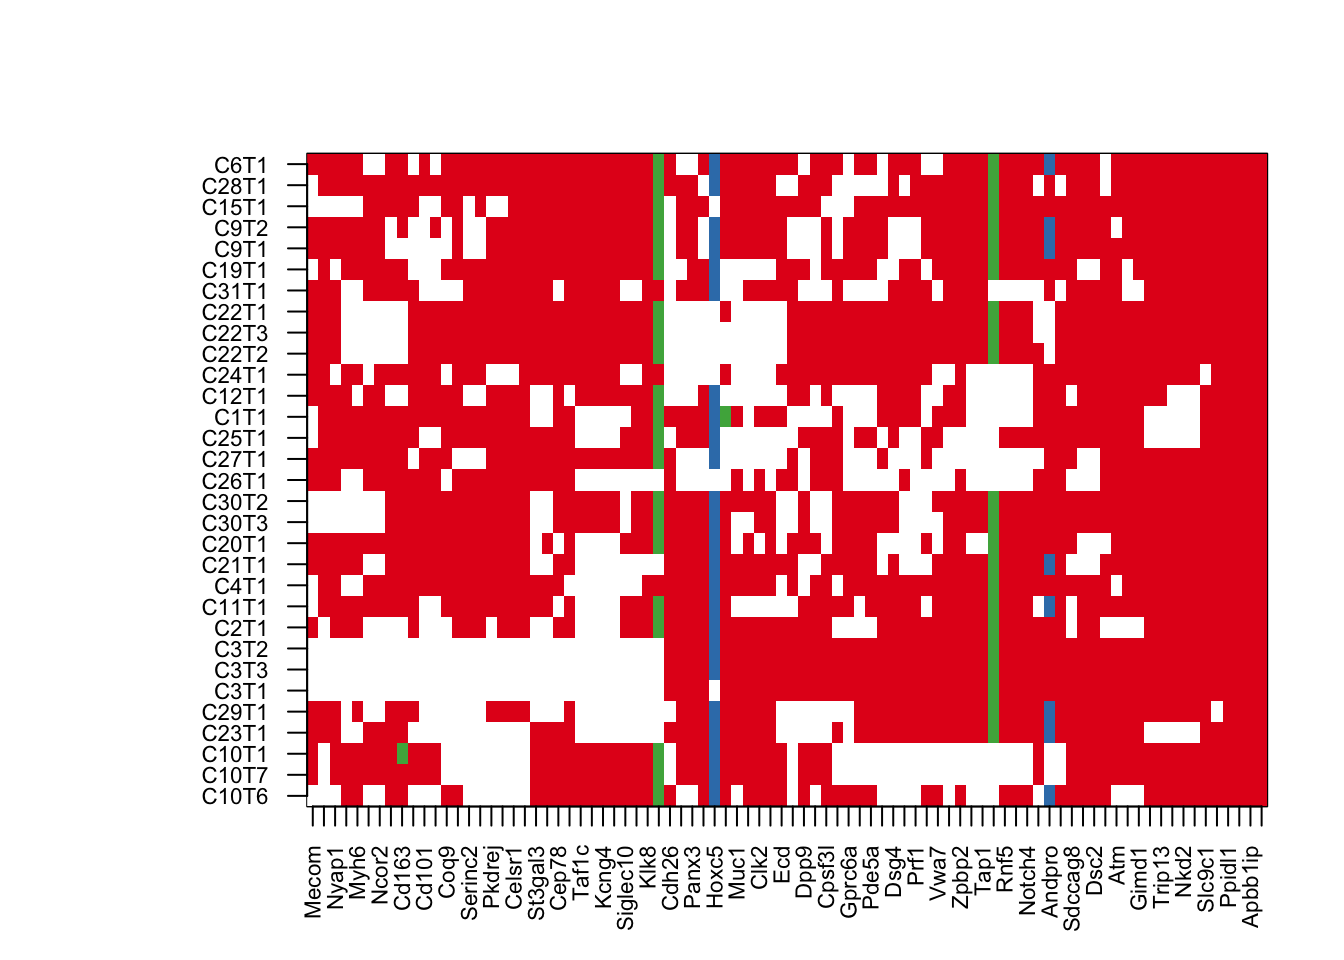 C6T1
C28T1
C15T1
C9T2
C9T1
C19T1
C31T1
C22T1
C22T3
C22T2
C24T1
C12T1
C1T1
C25T1
C27T1
C26T1
C30T2
C30T3
C20T1
C21T1
C4T1
C11T1
C2T1
C3T2
C3T3
C3T1
C29T1
C23T1
C10T1
C10T7
C10T6
Mecom
Nyap1
Myh6
Ncor2
Cd163
Cd101
Coq9
Serinc2
Pkdrej
Celsr1
St3gal3
Cep78
Taf1c
Kcng4
Siglec10
Klk8
Cdh26
Panx3
Hoxc5
Muc1
Clk2
Ecd
Dpp9
Cpsf3l
Gprc6a
Pde5a
Dsg4
Prf1
Vwa7
Zpbp2
Tap1
Rnf5
Notch4
Andpro
Sdccag8
Dsc2
Atm
Gimd1
Trip13
Nkd2
Slc9c1
Ppidl1
Apbb1ip